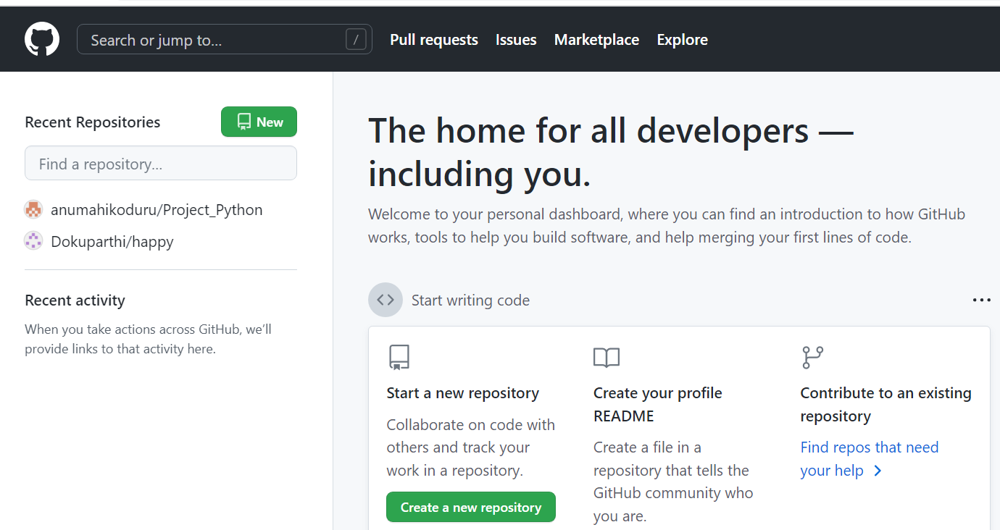 Search or jump to...
/
Pull requests
Issues
Marketplace
Explore
Recent Repositories
New
Find a repository...
anumahikoduru/Project_Python
Dokuparthi/happy
Recent activity
When you take actions across GitHub, we’ll
provide links to that activity here.
The home for all developers —
including you.
Welcome to your personal dashboard, where you can find an introduction to how GitHub
works, tools to help you build software, and help merging your first lines of code.
<> Start writing code
...
Start a new repository
Collaborate on code with
others and track your
work in a repository.
Create a new repository
Create your profile
README
Create a file in a
repository that tells the
GitHub community who
you are.
Contribute to an existing
repository
Find repos that need
your help >